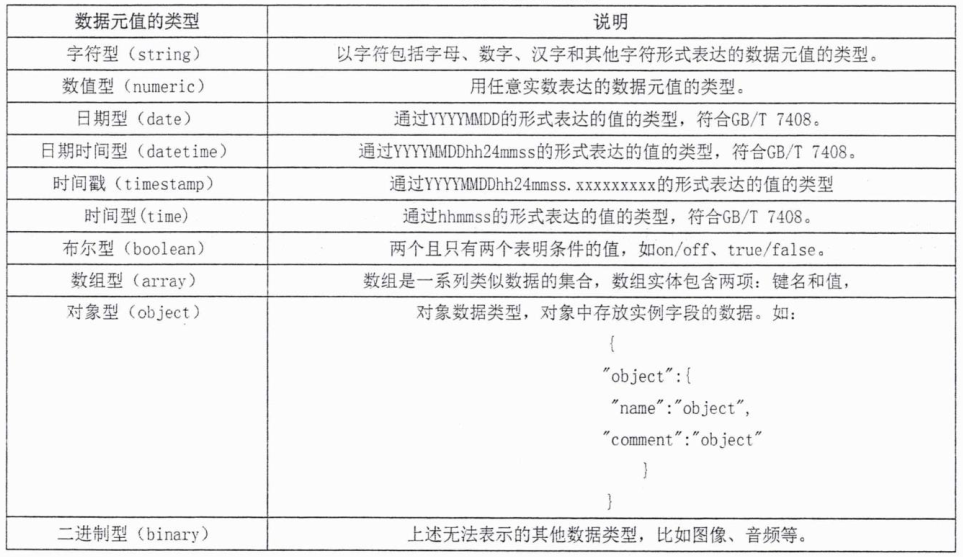 数据元值的类型 说明
字符型（string） 以字符包括字母、数字、汉字和其他字符形式表达的数据元值的类型。
数值型（numeric） 用任意实数表达的数据元值的类型。
日期型（date） 通过YYYYMMDD的形式表达的值的类型，符合GB/T 7408。
日期时间型（datetime） 通过YYYYMMDDhh24mmss的形式表达的值的类型，符合GB/T 7408。
时间戳（timestamp） 通过YYYYMMDDhh24mmss.xxxxxxxxx的形式表达的值的类型
时间型(time) 通过hhmmss的形式表达的值的类型，符合GB/T 7408。
布尔型（boolean） 两个且只有两个表明条件的值，如on/off、true/false。
数组型（array） 数组是一系列类似数据的集合，数组实体包含两项：键名和值，
对象型（object） 对象数据类型，对象中存放实例字段的数据。如：
{
"object":{
"name":"object",
"comment":"object"
}
}
二进制型（binary） 上述无法表示的其他数据类型，比如图像、音频等。